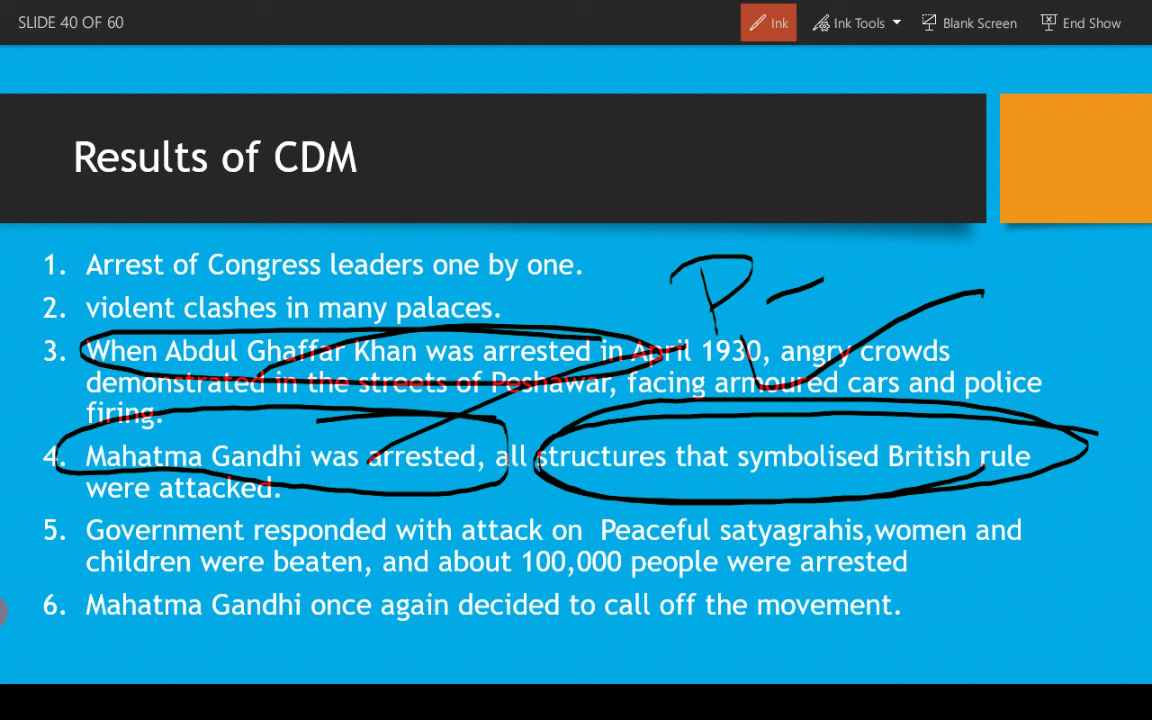 SLIDE 40 OF 60
Ink
Ink Tools
Blank Screen
End Show
Results of CDM
1. Arrest of Congress leaders one by one.
2. violent clashes in many palaces.
3. When Abdul Ghaffar Khan was arrested in April 1930, angry crowds
demonstrated in the streets of Peshawar, facing armoured cars and police
firing.
4. Mahatma Gandhi was arrested, all structures that symbolised British rule
were attacked.
5. Government responded with attack on Peaceful satyagrahis,women and
children were beaten, and about 100,000 people were arrested
6. Mahatma Gandhi once again decided to call off the movement.